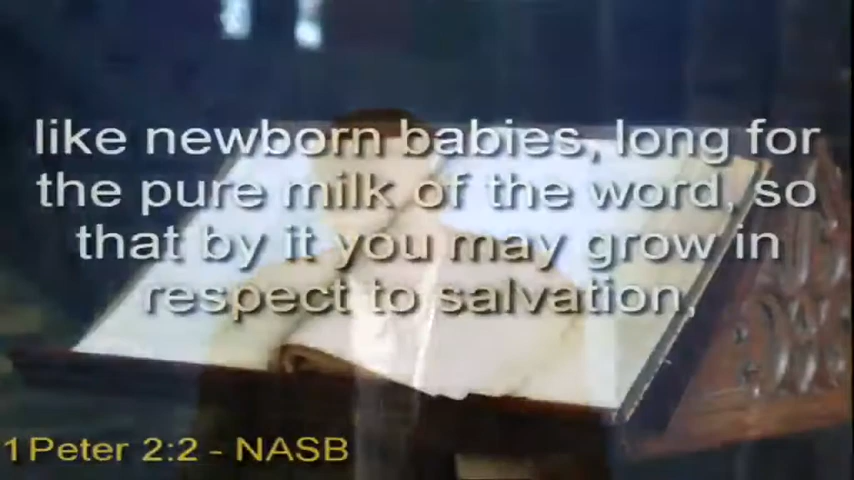 like newborn babies, long for
the pure milk of the word, so
that by it you may grow in
respect to salvation,
1 Peter 2:2 - NASB